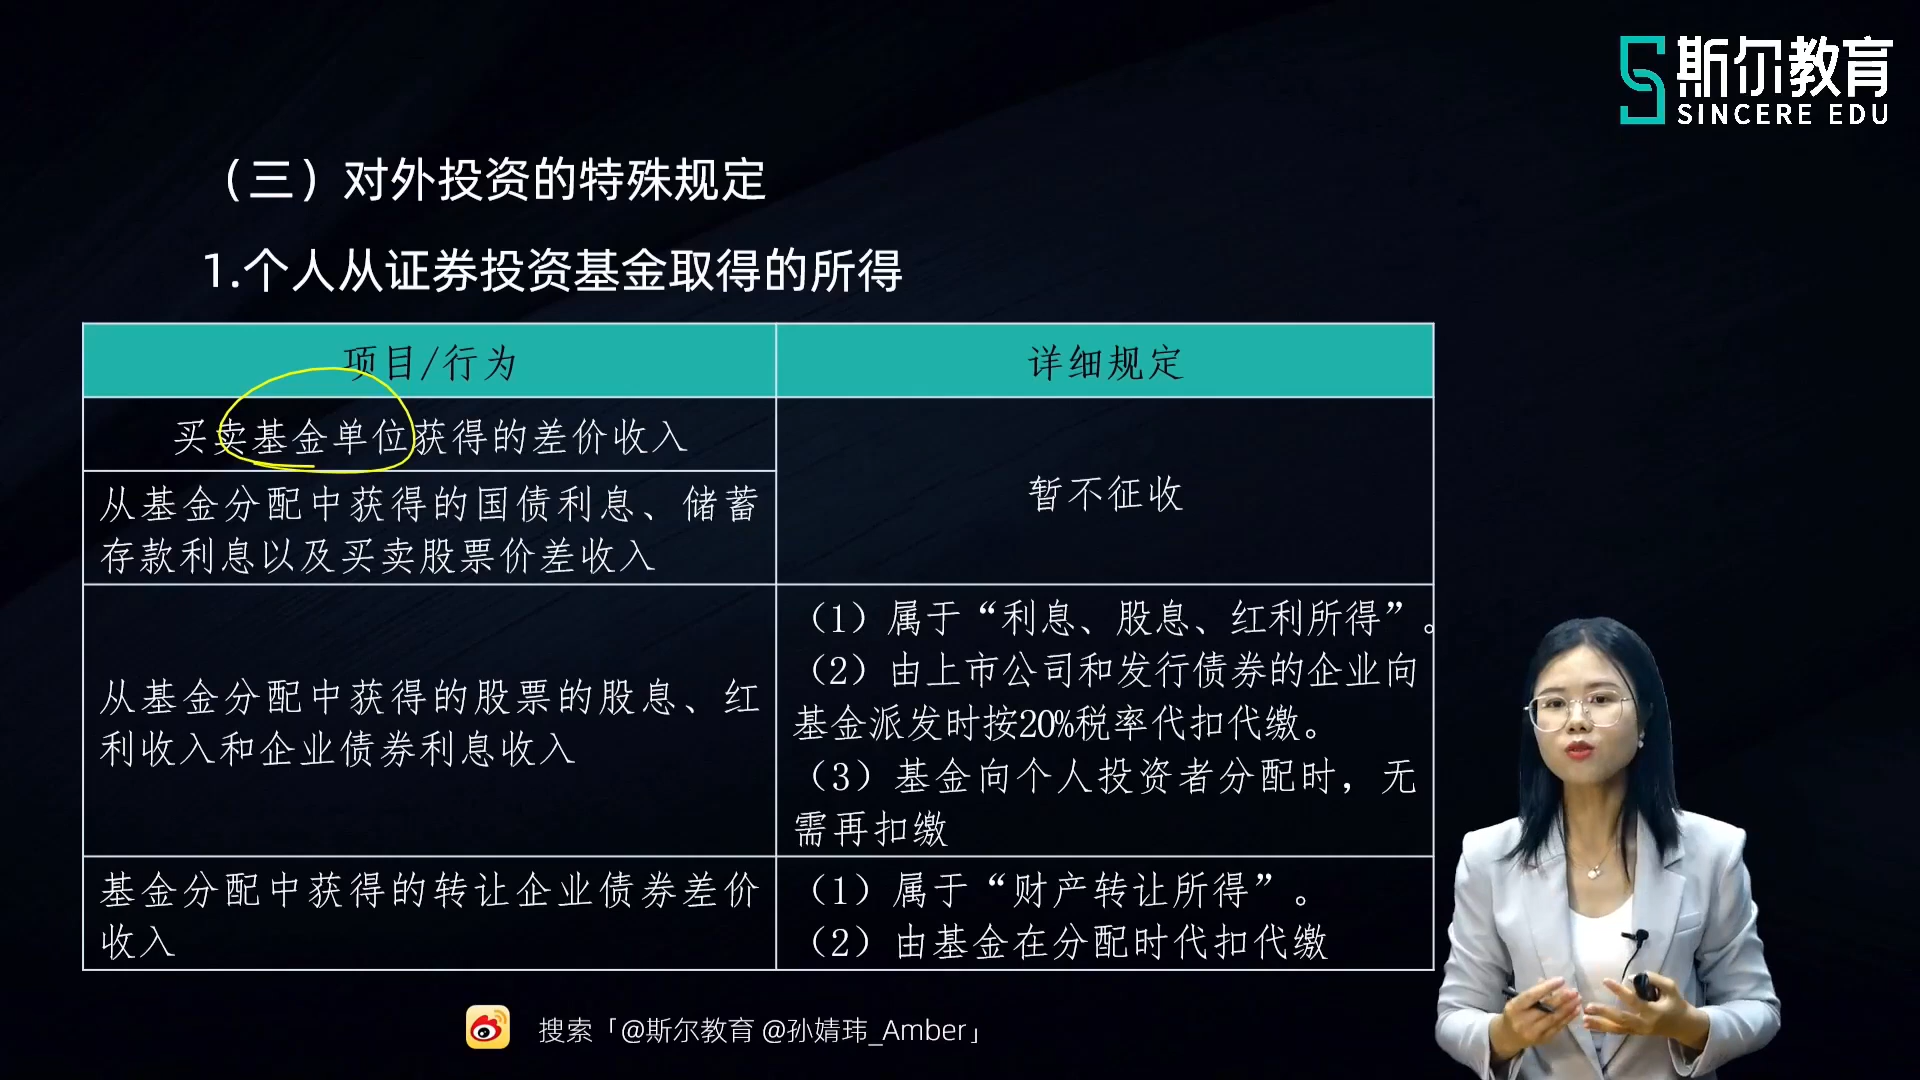 斯尔教育
SINCERE EDU
（三）对外投资的特殊规定
1.个人从证券投资基金取得的所得
项目/行为
详细规定
买卖基金单位获得的差价收入
暂不征收
从基金分配中获得的国债利息、储蓄
存款利息以及买卖股票价差收入
从基金分配中获得的股票的股息、红
利收入和企业债券利息收入
（1）属于“利息、股息、红利所得”。
（2）由上市公司和发行债券的企业向
基金派发时按20%税率代扣代缴。
（3）基金向个人投资者分配时，无
需再扣缴
基金分配中获得的转让企业债券差价
收入
（1）属于“财产转让所得”。
（2）由基金在分配时代扣代缴
搜索「@斯尔教育 @孙婧玮_Amber」